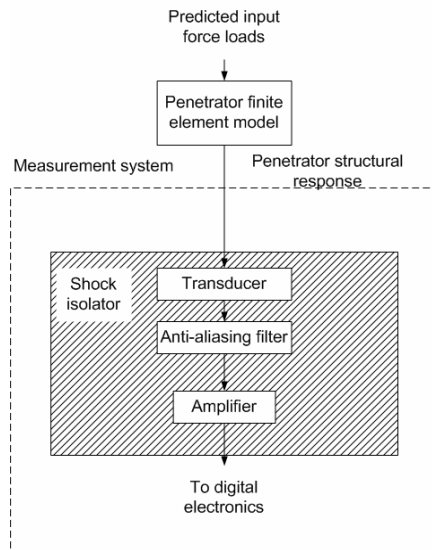 Predicted input
force loads
Penetrator finite
element model
Measurement system
Penetrator structural
response
Shock
isolator
Transducer
Anti-aliasing filter
Amplifier
To digital
electronics